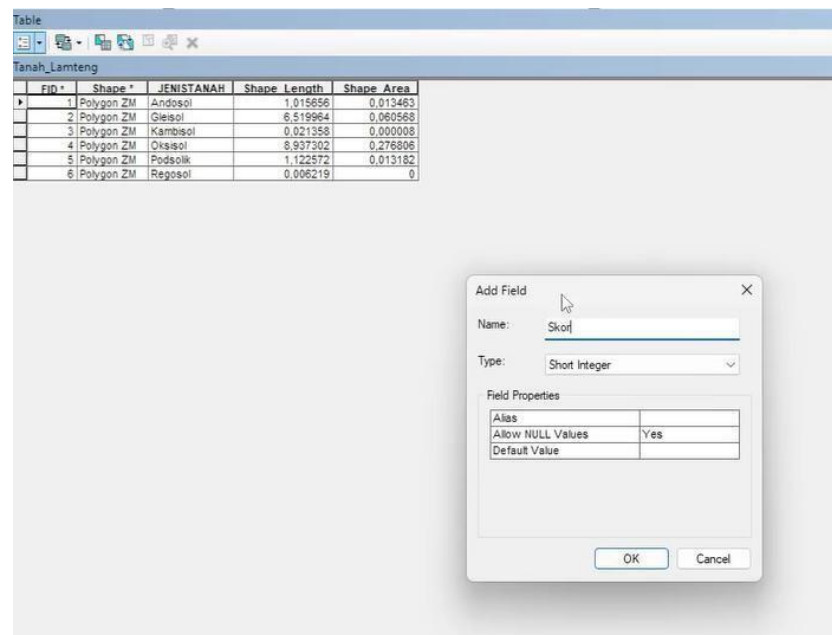 Table
Tanah_Lamteng
FID * Shape * JENISTANAH Shape_Length Shape_Area
1 Polygon ZM Andosol 1,015656 0,013463
2 Polygon ZM Gleisol 6,519964 0,060568
3 Polygon ZM Kambisol 0,021358 0,000008
4 Polygon ZM Oksisol 8,937302 0,276806
5 Polygon ZM Podsolik 1,122572 0,013182
6 Polygon ZM Regosol 0,006219 0
Add Field
Name: Skor
Type: Short Integer
Field Properties
Alias
Allow NULL Values Yes
Default Value
OK Cancel